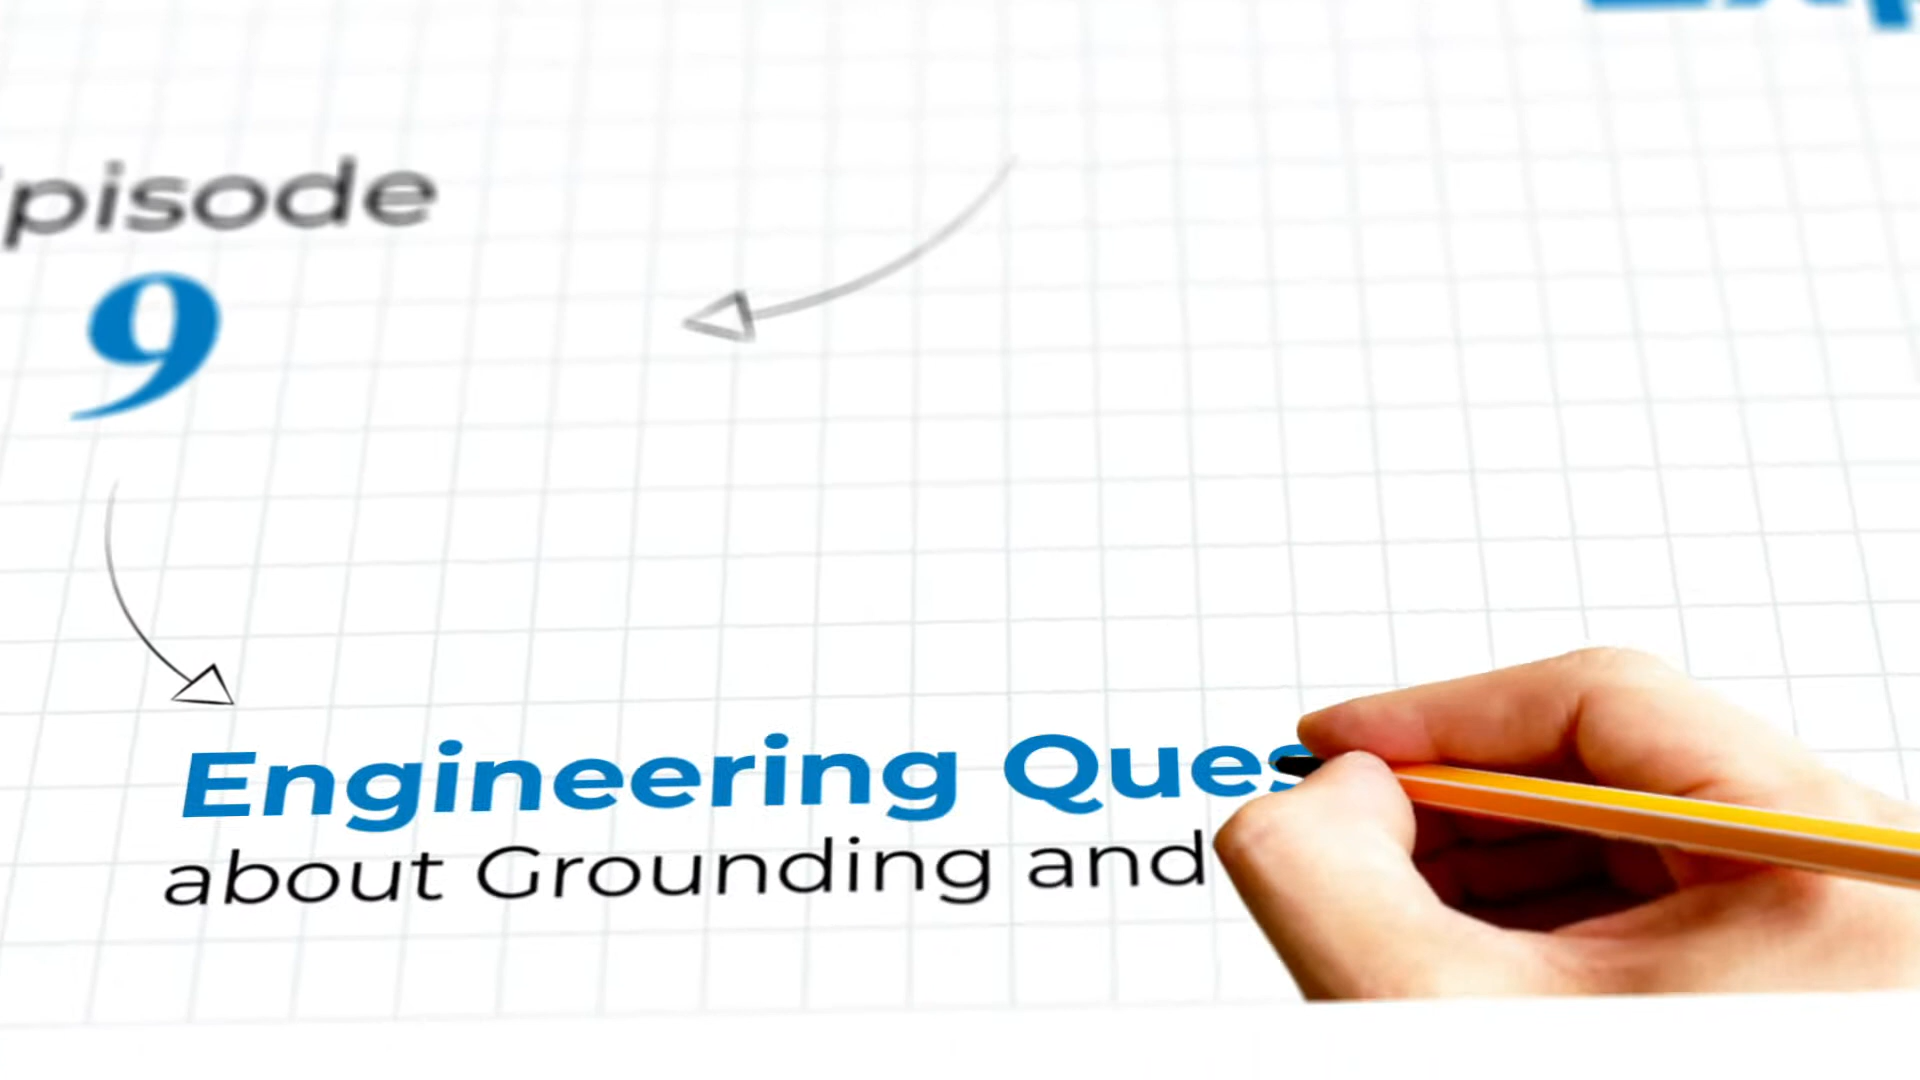 pisode
9
Engineering Ques
about Grounding and